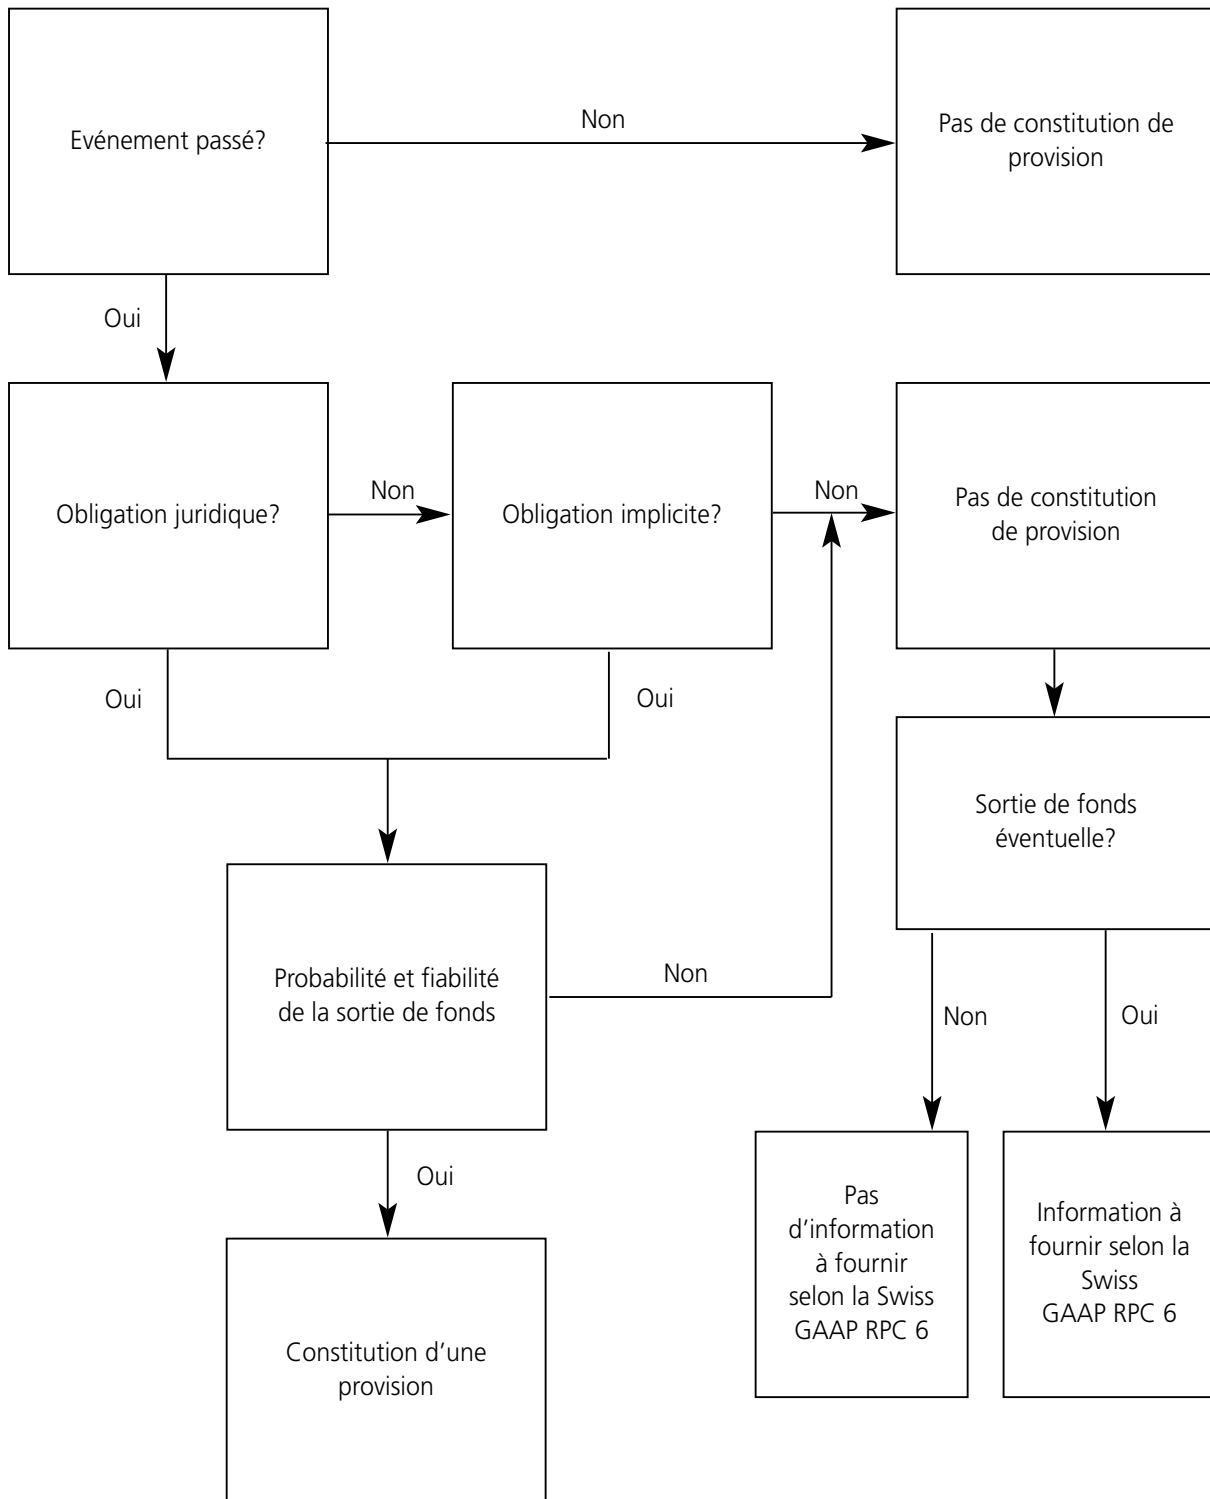 Evénement passé?
Non
Pas de constitution de
provision
Oui
Obligation juridique?
Non
Obligation implicite?
Non
Pas de constitution
de provision
Oui
Oui
Sortie de fonds
éventuelle?
Probabilité et fiabilité
de la sortie de fonds
Non
Non
Oui
Oui
Pas
d’information
à fournir
selon la Swiss
GAAP RPC 6
Information à
fournir selon la
Swiss
GAAP RPC 6
Constitution d’une
provision